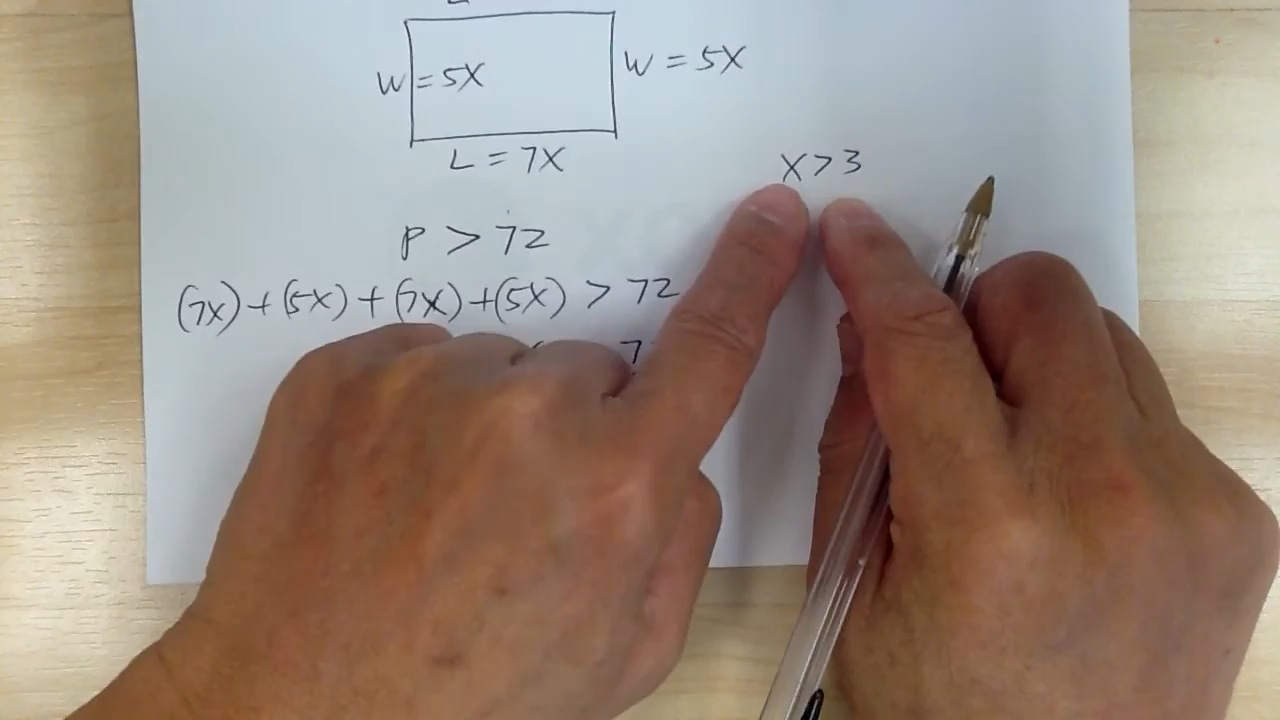 W = 5X
W = 5X
L = 7X
X > 3
P > 72
(7X) + (5X) + (7X) + (5X) > 72